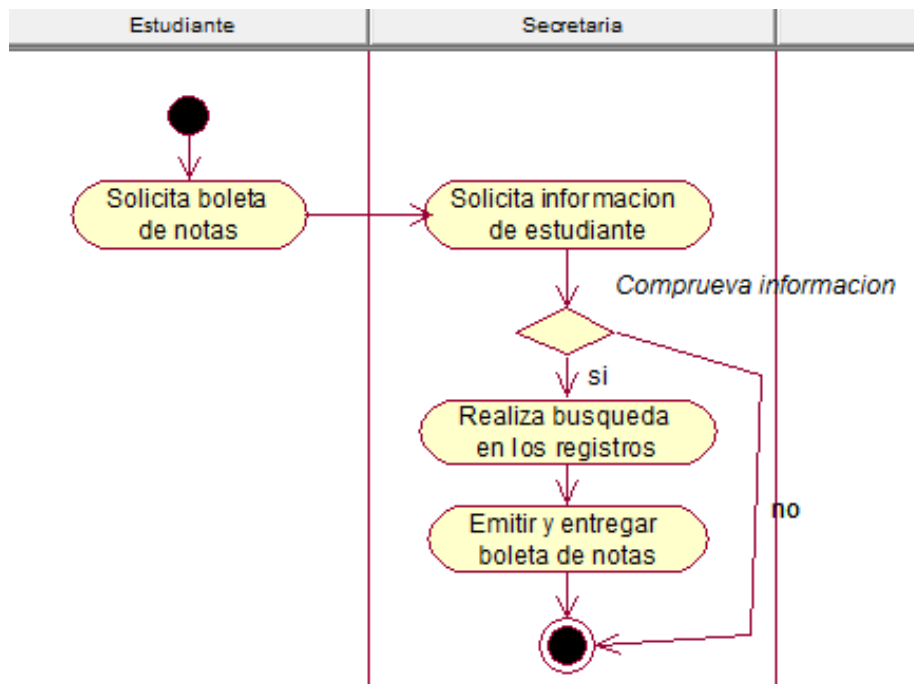 Estudiante
Secretaria
Solicita boleta
de notas
Solicita informacion
de estudiante
Comprueva informacion
si
Realiza busqueda
en los registros
no
Emitir y entregar
boleta de notas